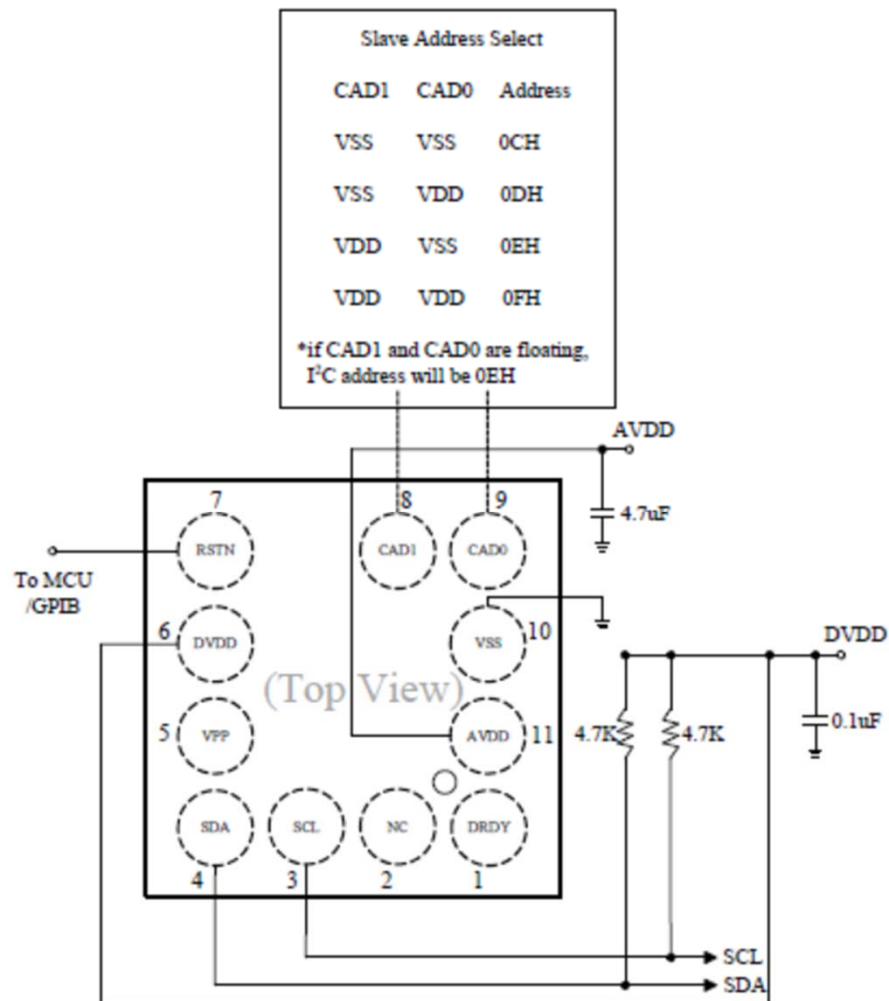 Slave Address Select
CAD1 CAD0 Address
VSS VSS 0CH
VSS VDD 0DH
VDD VSS 0EH
VDD VDD 0FH
*if CAD1 and CAD0 are floating,
I²C address will be 0EH
AVDD
4.7uF
7 8 9
RSTN CAD1 CAD0
To MCU
/GPIB
6 DVDD VSS 10
DVDD
(Top View)
5 VPP AVDD 11
4.7K 4.7K 0.1uF
SDA SCL NC DRDY
4 3 2 1
SCL
SDA